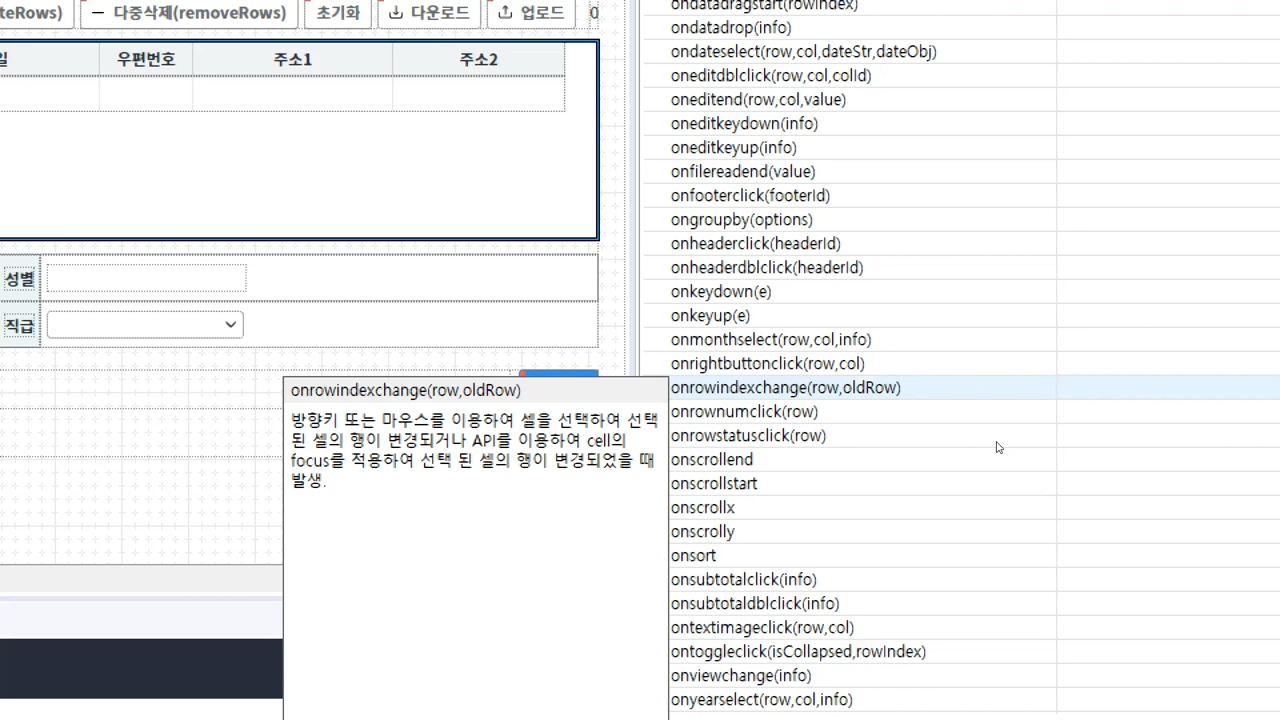 teRows)
다중삭제(removeRows)
초기화
다운로드
업로드
0
일
우편번호
주소1
주소2
성별
직급
onrowindexchange(row,oldRow)
방향키 또는 마우스를 이용하여 셀을 선택하여 선택
된 셀의 행이 변경되거나 API를 이용하여 cell의
focus를 적용하여 선택 된 셀의 행이 변경되었을 때
발생.
ondatadragstart(rowIndex)
ondatadrop(info)
ondateselect(row,col,dateStr,dateObj)
oneditdblclick(row,col,colId)
oneditend(row,col,value)
oneditkeydown(info)
oneditkeyup(info)
onfilereadend(value)
onfooterclick(footerId)
ongroupby(options)
onheaderclick(headerId)
onheaderdblclick(headerId)
onkeydown(e)
onkeyup(e)
onmonthselect(row,col,info)
onrightbuttonclick(row,col)
onrowindexchange(row,oldRow)
onrownumclick(row)
onrowstatusclick(row)
onscrollend
onscrollstart
onscrollx
onscrolly
onsort
onsubtotalclick(info)
onsubtotaldblclick(info)
ontextimageclick(row,col)
ontoggleclick(isCollapsed,rowIndex)
onviewchange(info)
onyearselect(row,col,info)